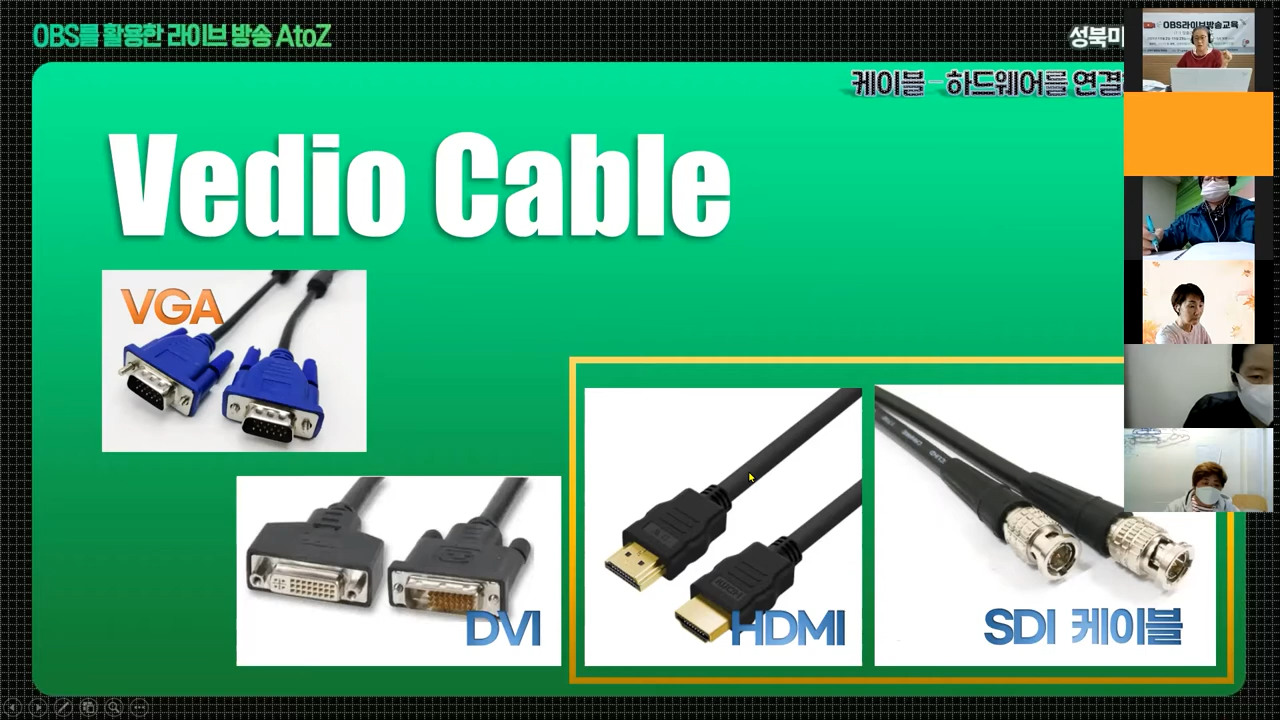 OBS를 활용한 라이브 방송 AtoZ
성북미
OBS라이브방송교육
케이블 – 하드웨어를 연결
Vedio Cable
VGA
DVI
HDMI
SDI 케이블